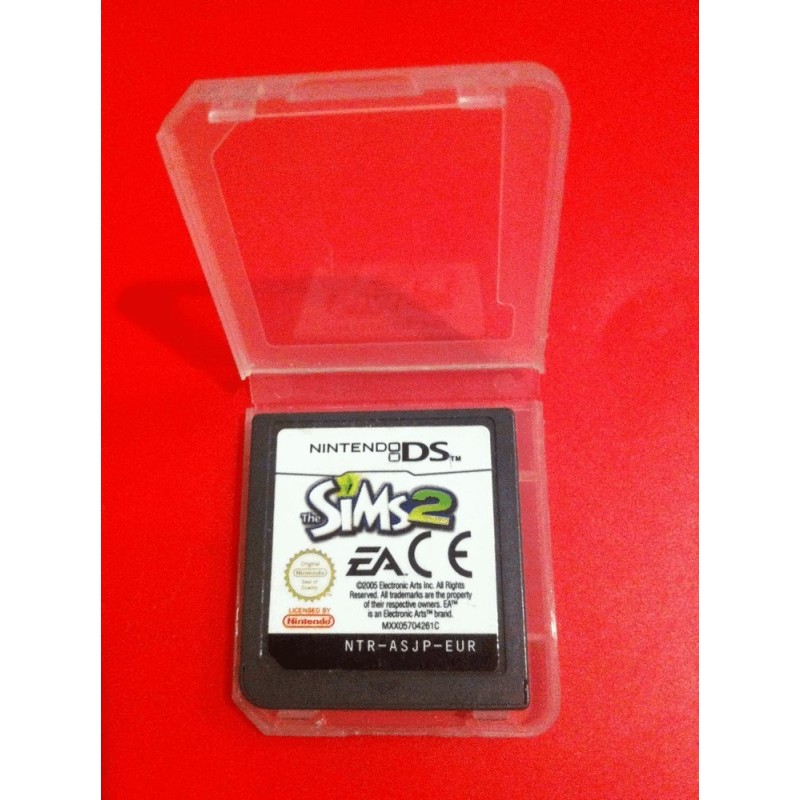 NINTENDO DS™
The SiMS 2
EA. CE
Original
Nintendo
Seal of
Quality
LICENSED BY
Nintendo
©2005 Electronic Arts Inc. All Rights
Reserved. All trademarks are the property
of their respective owners. EA™
is an Electronic Arts™ brand.
MXX05704261C
NTR-ASJP-EUR